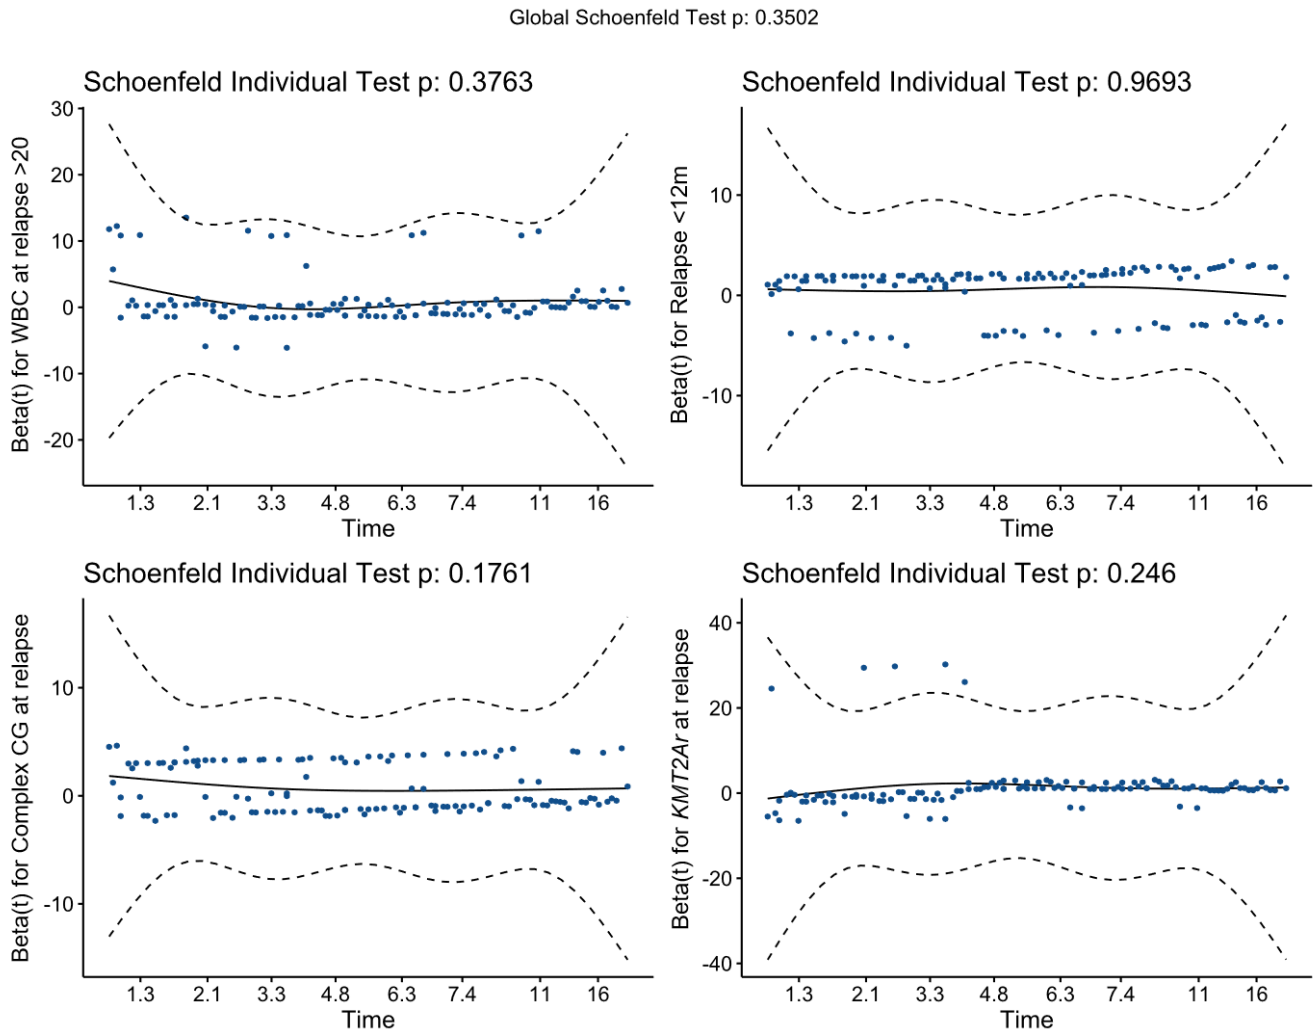 Global Schoenfeld Test p: 0.3502
Schoenfeld Individual Test p: 0.3763
Beta(t) for WBC at relapse >20
30
20
10
0
-10
-20
1.3 2.1 3.3 4.8 6.3 7.4 11 16
Time
Schoenfeld Individual Test p: 0.9693
Beta(t) for Relapse <12m
10
0
-10
1.3 2.1 3.3 4.8 6.3 7.4 11 16
Time
Schoenfeld Individual Test p: 0.1761
Beta(t) for Complex CG at relapse
10
0
-10
1.3 2.1 3.3 4.8 6.3 7.4 11 16
Time
Schoenfeld Individual Test p: 0.246
Beta(t) for KMT2Ar at relapse
40
20
0
-20
-40
1.3 2.1 3.3 4.8 6.3 7.4 11 16
Time